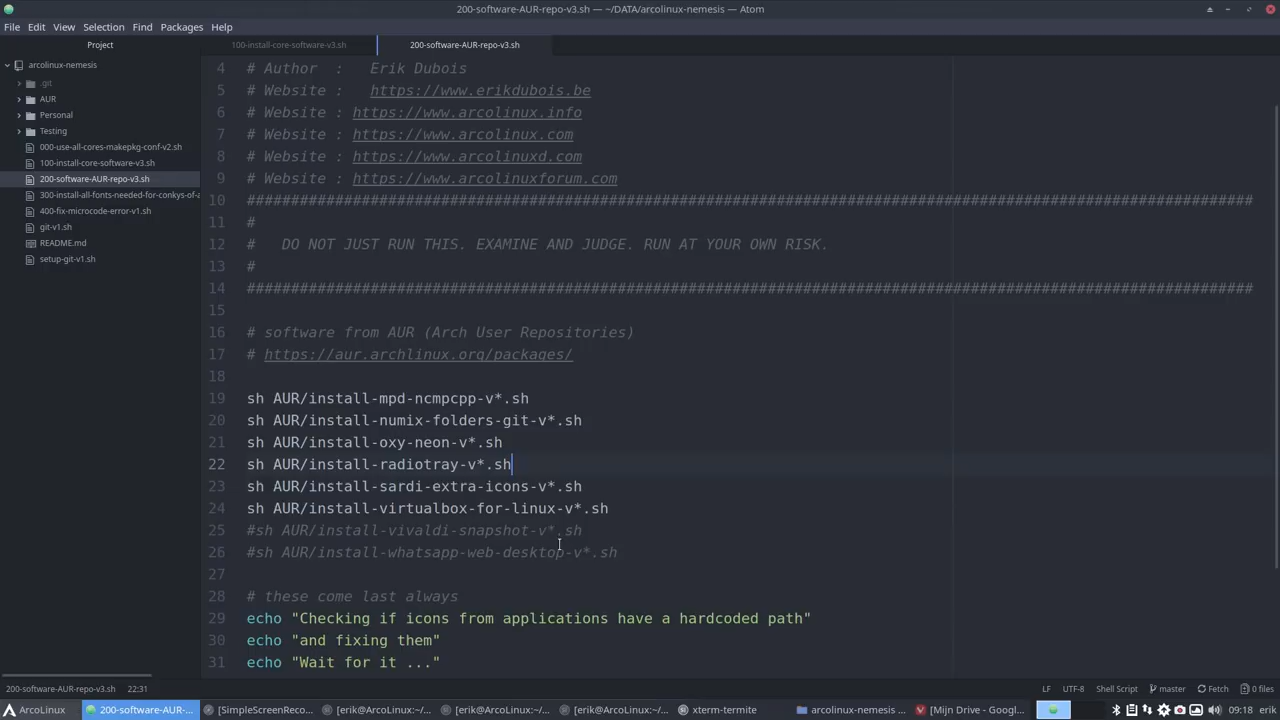 200-software-AUR-repo-v3.sh — ~/DATA/arcolinux-nemesis — Atom
File Edit View Selection Find Packages Help
Project
100-install-core-software-v3.sh
200-software-AUR-repo-v3.sh
arcolinux-nemesis
.git
AUR
Personal
Testing
000-use-all-cores-makepkg-conf-v2.sh
100-install-core-software-v3.sh
200-software-AUR-repo-v3.sh
300-install-all-fonts-needed-for-conkys-of-a
400-fix-microcode-error-v1.sh
git-v1.sh
README.md
setup-git-v1.sh
4 # Author : Erik Dubois
5 # Website : https://www.erikdubois.be
6 # Website : https://www.arcolinux.info
7 # Website : https://www.arcolinux.com
8 # Website : https://www.arcolinuxd.com
9 # Website : https://www.arcolinuxforum.com
10 ##################################################################################################################
11 #
12 # DO NOT JUST RUN THIS. EXAMINE AND JUDGE. RUN AT YOUR OWN RISK.
13 #
14 ##################################################################################################################
15
16 # software from AUR (Arch User Repositories)
17 # https://aur.archlinux.org/packages/
18
19 sh AUR/install-mpd-ncmpcpp-v*.sh
20 sh AUR/install-numix-folders-git-v*.sh
21 sh AUR/install-oxy-neon-v*.sh
22 sh AUR/install-radiotray-v*.sh
23 sh AUR/install-sardi-extra-icons-v*.sh
24 sh AUR/install-virtualbox-for-linux-v*.sh
25 #sh AUR/install-vivaldi-snapshot-v*.sh
26 #sh AUR/install-whatsapp-web-desktop-v*.sh
27
28 # these come last always
29 echo "Checking if icons from applications have a hardcoded path"
30 echo "and fixing them"
31 echo "Wait for it ..."
200-software-AUR-repo-v3.sh 22:31 LF UTF-8 Shell Script master Fetch 0 files
ArcoLinux 200-software-AUR-... [SimpleScreenReco... [erik@ArcoLinux:~/... [erik@ArcoLinux:~/... [erik@ArcoLinux:~/... xterm-termite arcolinux-nemesis ... [Mijn Drive - Googl... 09:18 erik